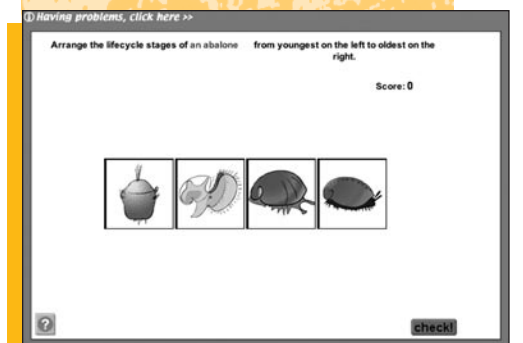 ⓘ Having problems, click here >>
Arrange the lifecycle stages of an abalone from youngest on the left to oldest on the
right.
Score: 0
?
check!